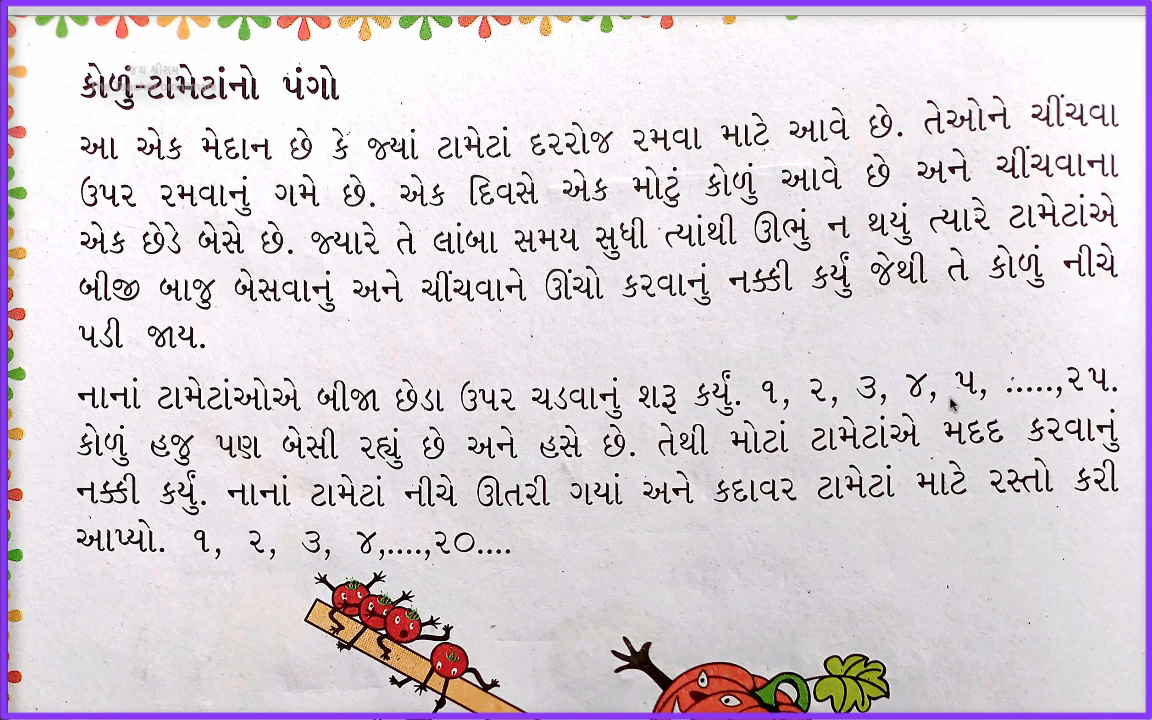 કોળું-ટામેટાંનો પંગો
આ એક મેદાન છે કે જ્યાં ટામેટાં દરરોજ રમવા માટે આવે છે. તેઓને ચીંચવા
ઉપર રમવાનું ગમે છે. એક દિવસે એક મોટું કોળું આવે છે અને ચીંચવાના
એક છેડે બેસે છે. જ્યારે તે લાંબા સમય સુધી ત્યાંથી ઊભું ન થયું ત્યારે ટામેટાંએ
બીજી બાજુ બેસવાનું અને ચીંચવાને ઊંચો કરવાનું નક્કી કર્યું જેથી તે કોળું નીચે
પડી જાય.
નાનાં ટામેટાંઓએ બીજા છેડા ઉપર ચડવાનું શરૂ કર્યું. ૧, ૨, ૩, ૪, ૫, :....,૨૫.
કોળું હજુ પણ બેસી રહ્યું છે અને હસે છે. તેથી મોટાં ટામેટાંએ મદદ કરવાનું
નક્કી કર્યું. નાનાં ટામેટાં નીચે ઊતરી ગયાં અને કદાવર ટામેટાં માટે રસ્તો કરી
આપ્યો. ૧, ૨, ૩, ૪,....,૨૦....